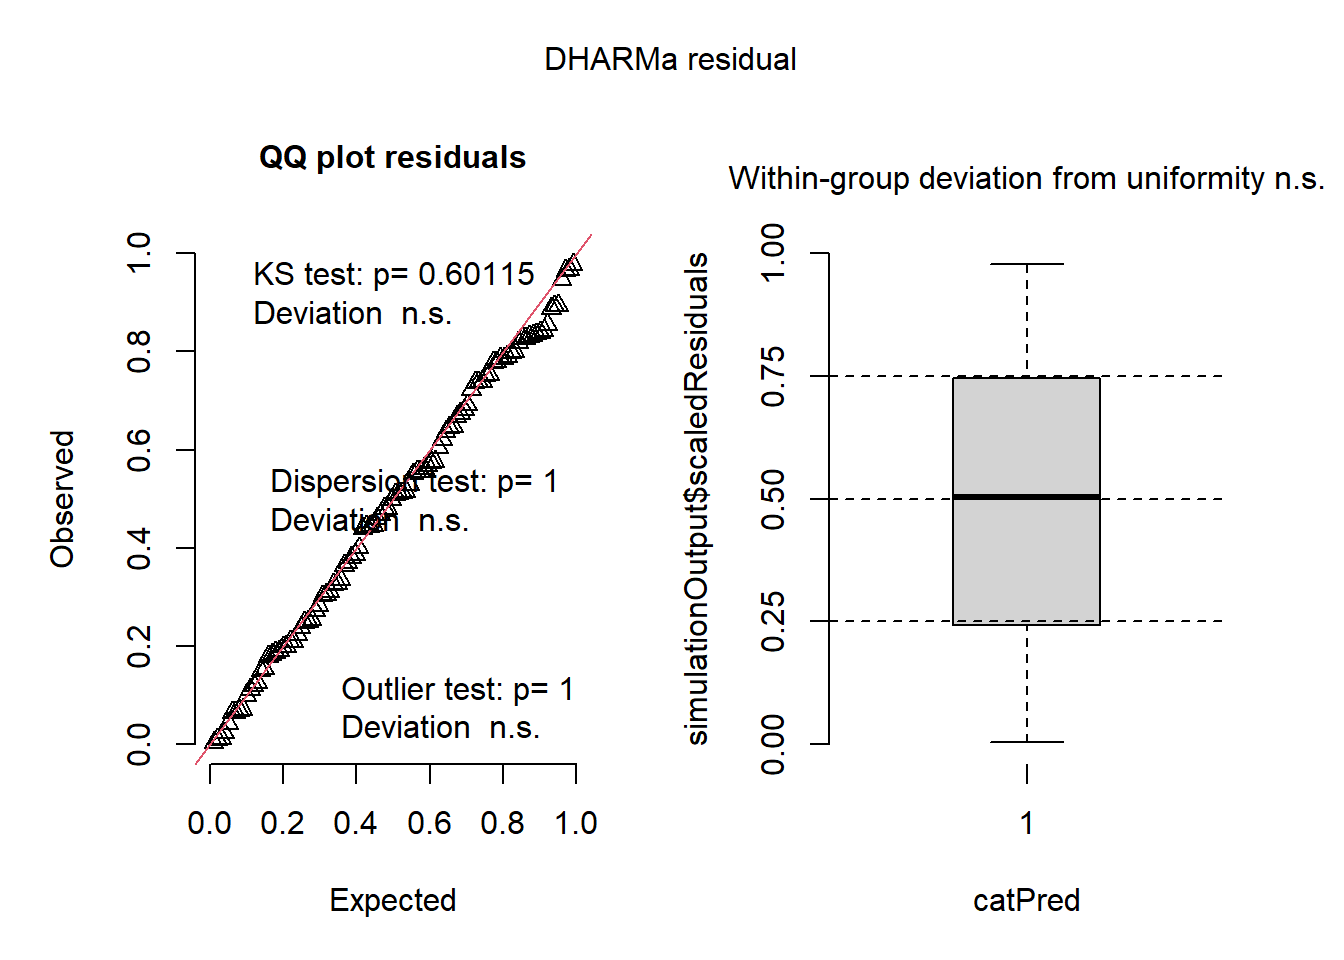 DHARMa residual
QQ plot residuals
KS test: p= 0.60115
Deviation  n.s.
Dispersion test: p= 1
Deviation  n.s.
Outlier test: p= 1
Deviation  n.s.
Observed
0.0 0.2 0.4 0.6 0.8 1.0
0.0 0.2 0.4 0.6 0.8 1.0
Expected
Within-group deviation from uniformity n.s.
simulationOutput$scaledResiduals
0.00 0.25 0.50 0.75 1.00
1
catPred